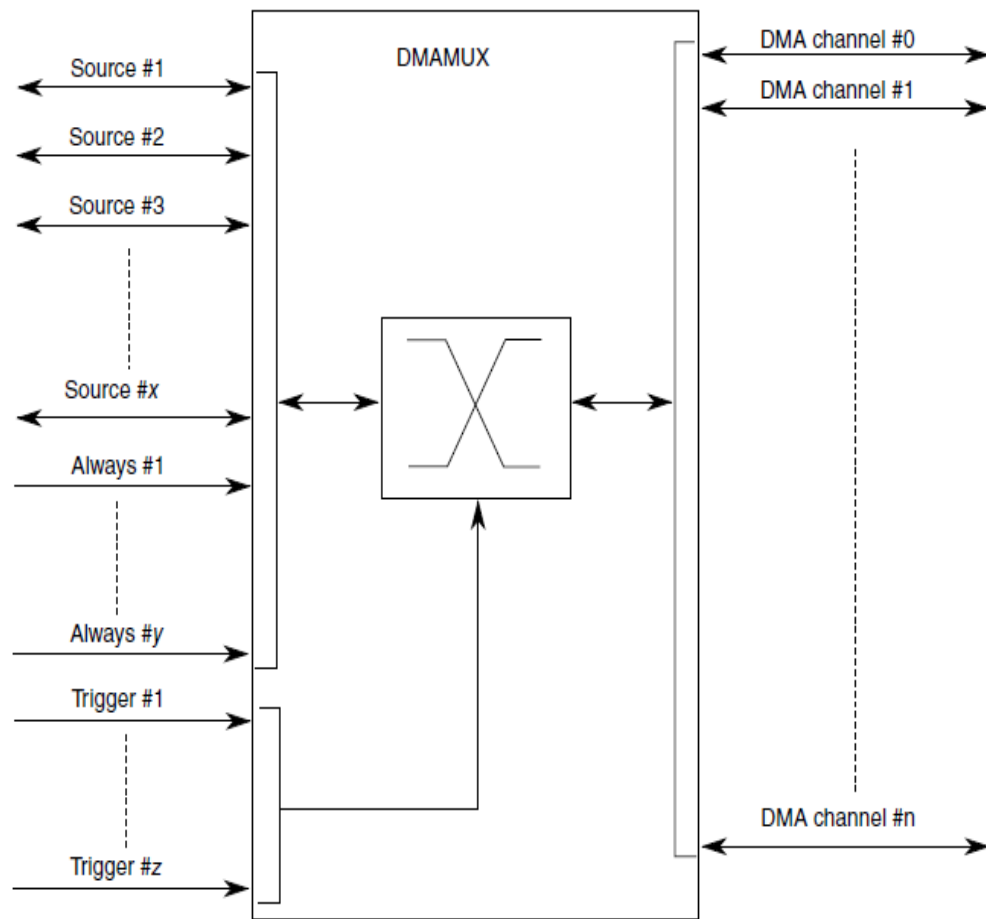 DMAMUX
Source #1
Source #2
Source #3
Source #x
Always #1
Always #y
Trigger #1
Trigger #z
DMA channel #0
DMA channel #1
DMA channel #n